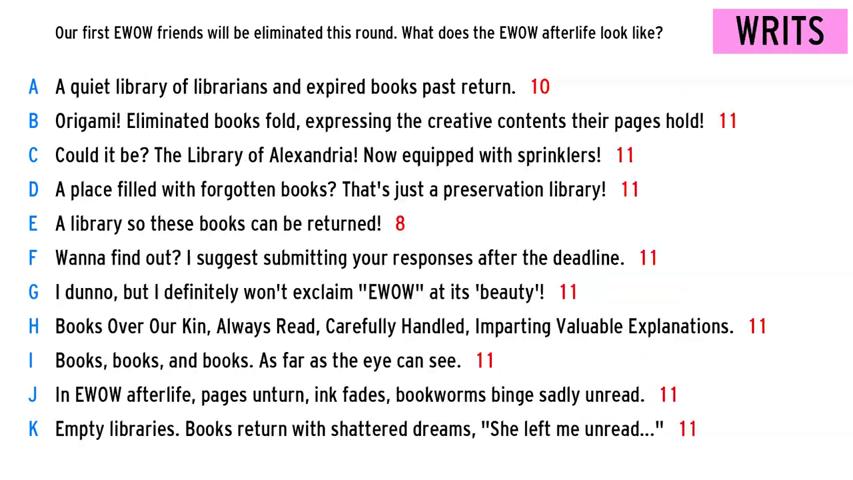 Our first EWOW friends will be eliminated this round. What does the EWOW afterlife look like?
WRITS
A A quiet library of librarians and expired books past return. 10
B Origami! Eliminated books fold, expressing the creative contents their pages hold! 11
C Could it be? The Library of Alexandria! Now equipped with sprinklers! 11
D A place filled with forgotten books? That's just a preservation library! 11
E A library so these books can be returned! 8
F Wanna find out? I suggest submitting your responses after the deadline. 11
G I dunno, but I definitely won't exclaim "EWOW" at its 'beauty'! 11
H Books Over Our Kin, Always Read, Carefully Handled, Imparting Valuable Explanations. 11
I Books, books, and books. As far as the eye can see. 11
J In EWOW afterlife, pages unturn, ink fades, bookworms binge sadly unread. 11
K Empty libraries. Books return with shattered dreams, "She left me unread..." 11